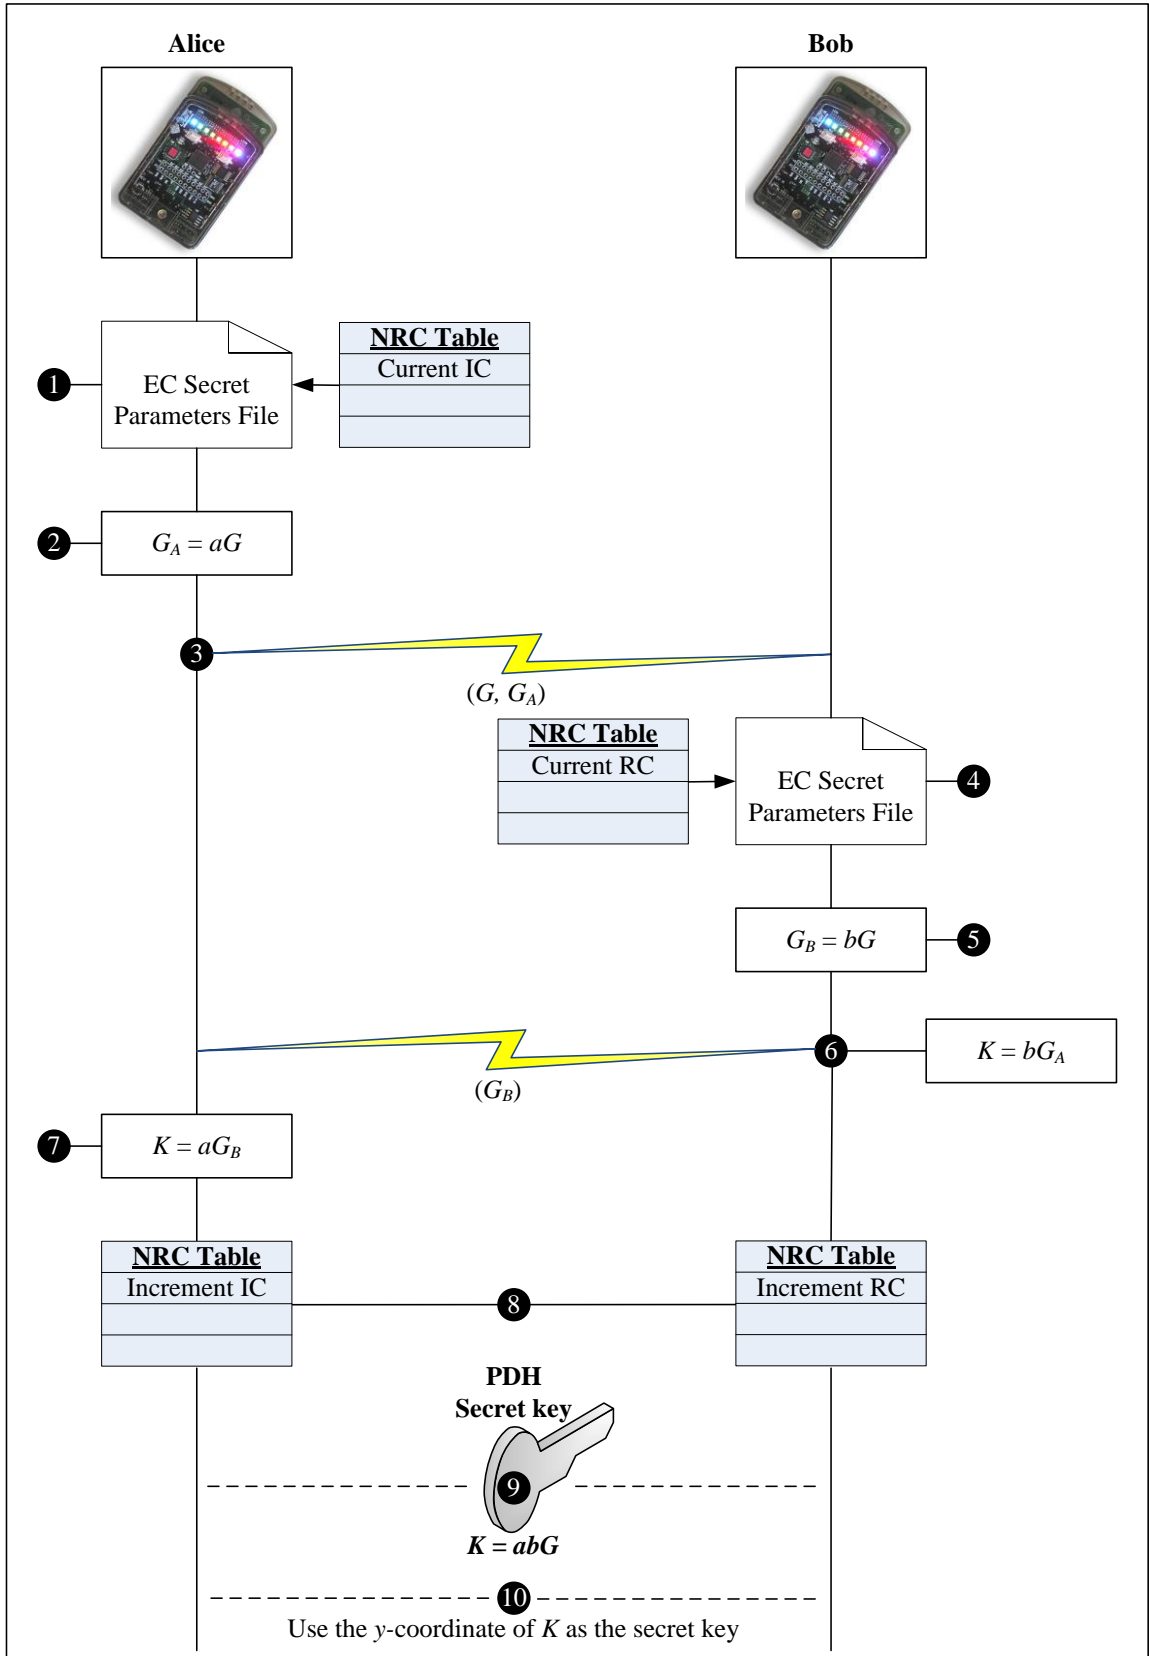 Alice
Bob
NRC Table
Current IC
1
EC Secret
Parameters File
2
G_A = aG
3
(G, G_A)
NRC Table
Current RC
EC Secret
Parameters File
4
G_B = bG
5
6
K = bG_A
(G_B)
7
K = aG_B
NRC Table
Increment IC
NRC Table
Increment RC
8
PDH
Secret key
9
K = abG
10
Use the y-coordinate of K as the secret key